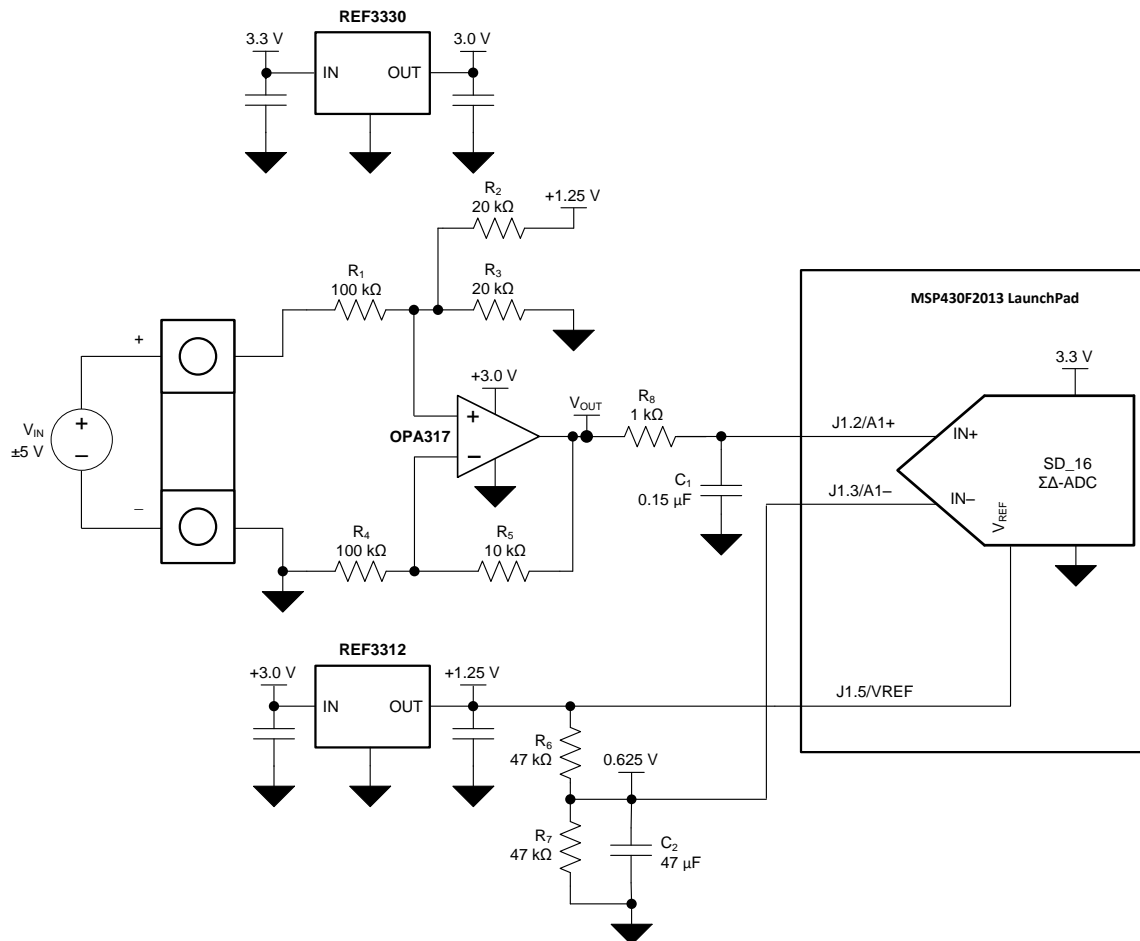 REF3330
3.3 V
3.0 V
IN
OUT
R2
20 kΩ
+1.25 V
R1
100 kΩ
R3
20 kΩ
MSP430F2013 LaunchPad
+
+3.0 V
3.3 V
VIN
±5 V
+
−
OPA317
+
−
VOUT
R8
1 kΩ
J1.2/A1+
IN+
SD_16
ΣΔ-ADC
C1
0.15 µF
J1.3/A1−
IN−
VREF
−
R4
100 kΩ
R5
10 kΩ
REF3312
+3.0 V
+1.25 V
IN
OUT
J1.5/VREF
R6
47 kΩ
0.625 V
R7
47 kΩ
C2
47 µF